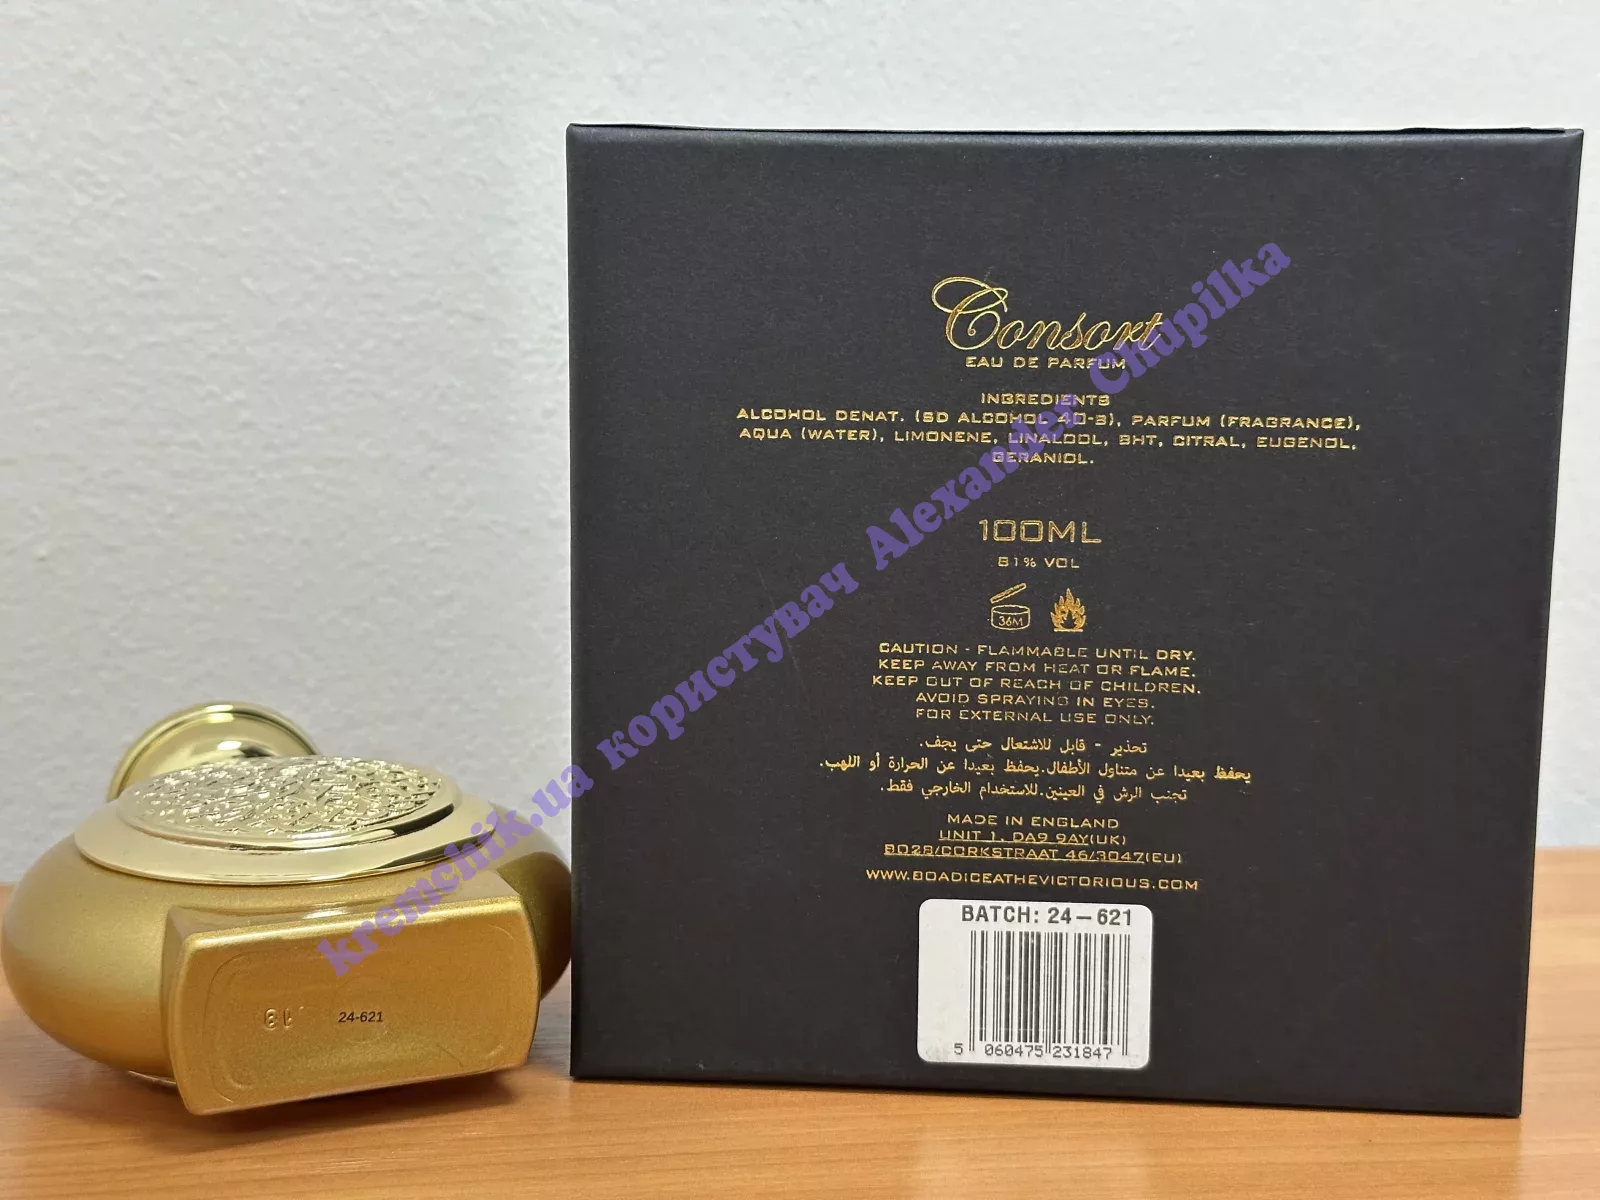 Consort
EAU DE PARFUM
INGREDIENTS
ALCOHOL DENAT. (SD ALCOHOL 40-B), PARFUM (FRAGRANCE),
AQUA (WATER), LIMONENE, LINALOOL, BHT, CITRAL, EUGENOL,
GERANIOL.
100ML
81% VOL
36M
CAUTION - FLAMMABLE UNTIL DRY.
KEEP AWAY FROM HEAT OR FLAME.
KEEP OUT OF REACH OF CHILDREN.
AVOID SPRAYING IN EYES.
FOR EXTERNAL USE ONLY.
تحذير - قابل للاشتعال حتى يجف.
يحفظ بعيدا عن متناول الأطفال.يحفظ بعيدا عن الحرارة أو اللهب.
تجنب الرش في العينين.للاستخدام الخارجي فقط.
MADE IN ENGLAND
UNIT 1, DA9 9AY(UK)
BO28/CORKSTRAAT 46/3047(EU)
WWW.BOADICEATHEVICTORIOUS.COM
BATCH: 24-621
5 060475 231847
24-621
kremchik.ua користувач Alexander Chupilka